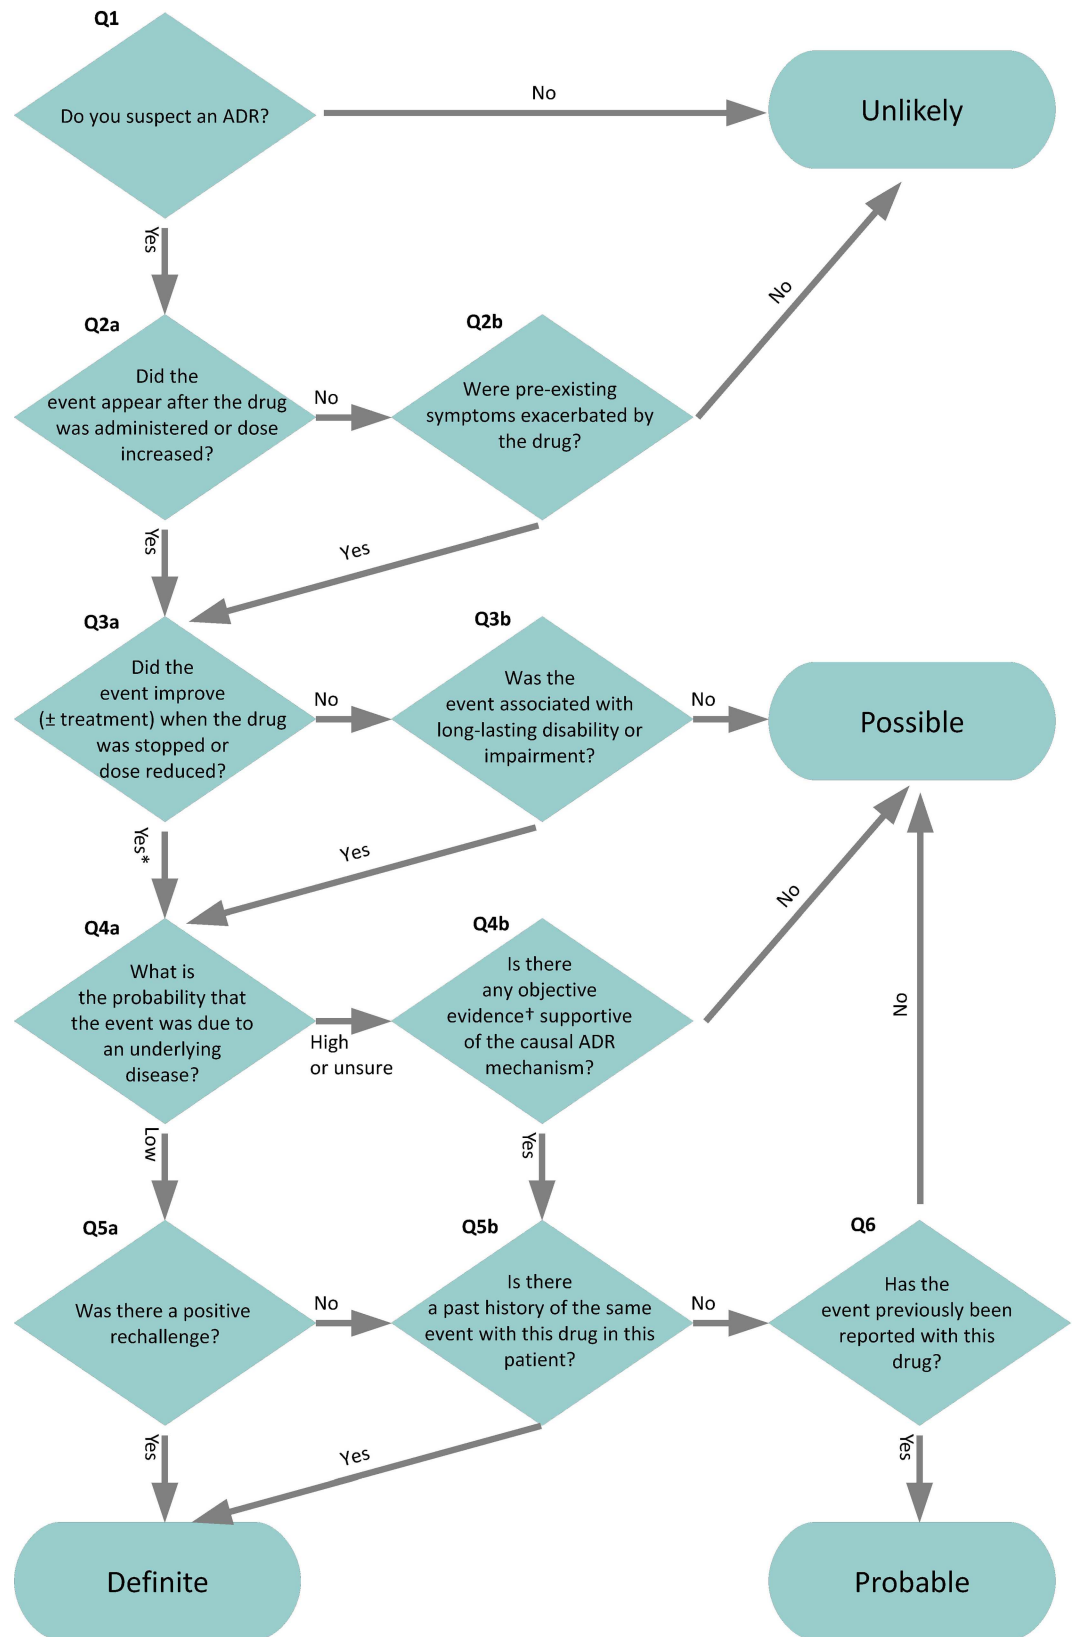 Q1
Do you suspect an ADR?
No
Unlikely
Yes
Q2a
Did the
event appear after the drug
was administered or dose
increased?
No
Q2b
Were pre-existing
symptoms exacerbated by
the drug?
No
Yes
Yes
Q3a
Did the
event improve
(± treatment) when the drug
was stopped or
dose reduced?
No
Q3b
Was the
event associated with
long-lasting disability or
impairment?
No
Possible
Yes*
Yes
Q4a
What is
the probability that
the event was due to
an underlying
disease?
High
or unsure
Q4b
Is there
any objective
evidence† supportive
of the causal ADR
mechanism?
No
No
Low
Yes
Q5a
Was there a positive
rechallenge?
No
Q5b
Is there
a past history of the same
event with this drug in this
patient?
No
Q6
Has the
event previously been
reported with this
drug?
Yes
Yes
Yes
Definite
Probable